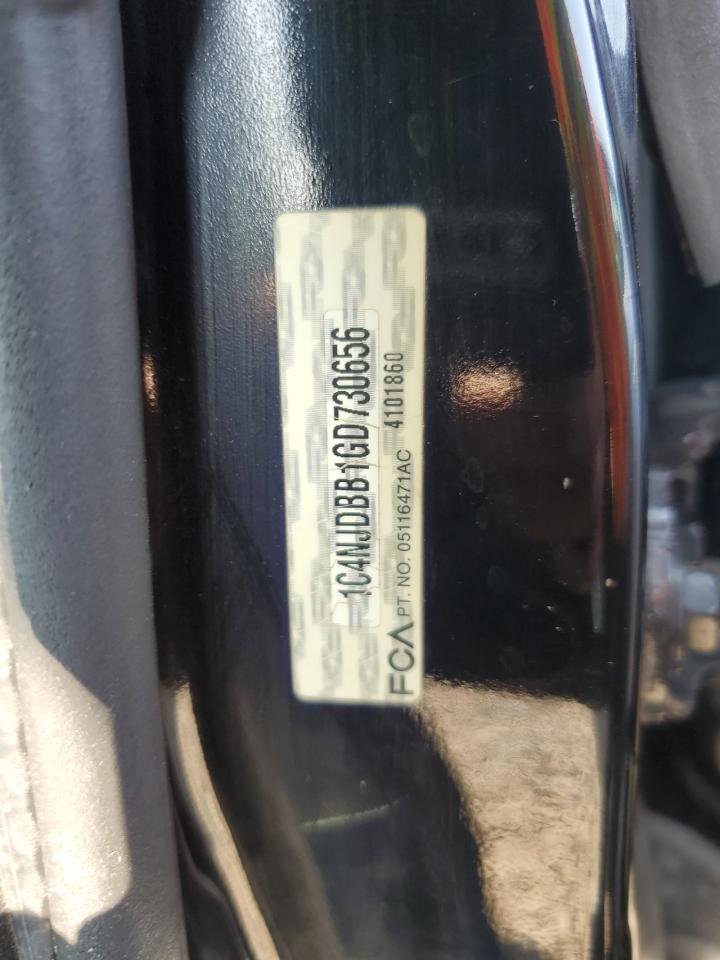 1C4NJDBB1GD730656
4101860
FCA PT. NO. 05116471AC